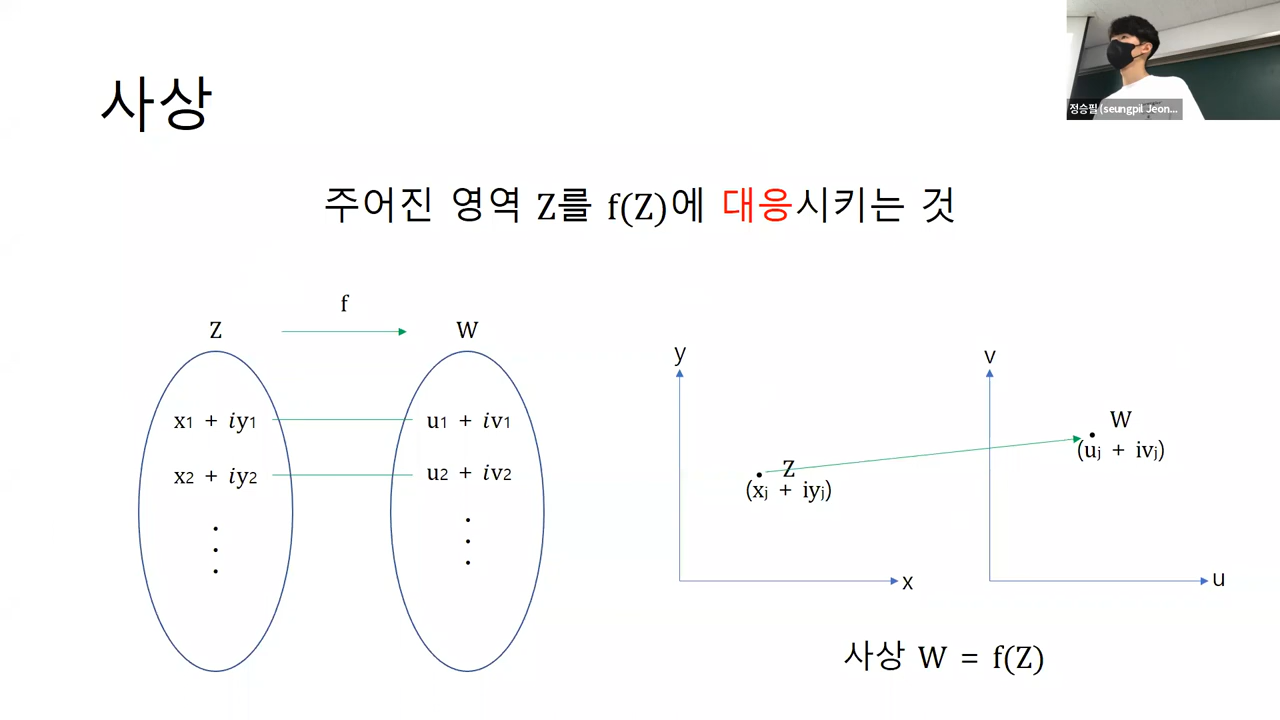 사상
정승필 (seungpil Jeon...
주어진 영역 Z를 f(Z)에 대응시키는 것
f
Z
W
x1 + iy1
u1 + iv1
x2 + iy2
u2 + iv2
y
v
W
(uj + ivj)
Z
(xj + iyj)
x
u
사상 W = f(Z)